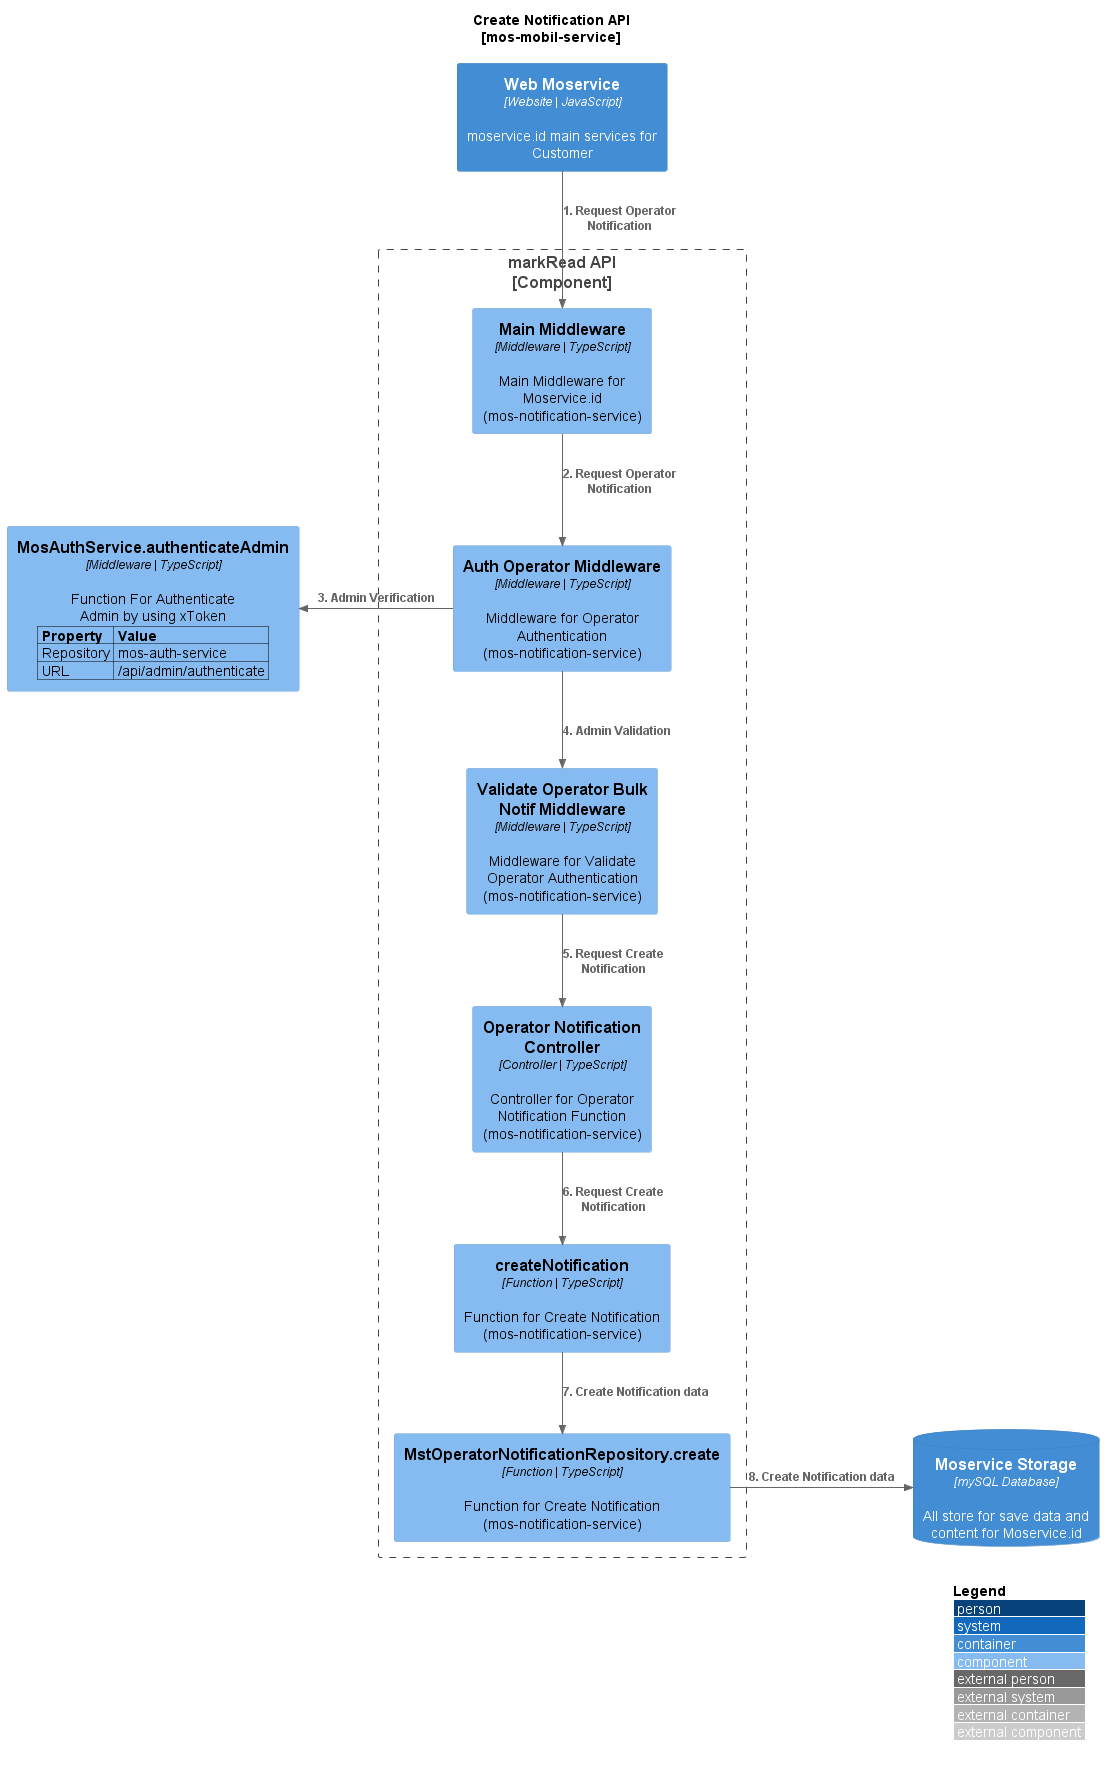 Create Notification API
[mos-mobil-service]
Web Moservice
[Website | JavaScript]
moservice.id main services for
Customer
1. Request Operator
Notification
markRead API
[Component]
Main Middleware
[Middleware | TypeScript]
Main Middleware for
Moservice.id
(mos-notification-service)
2. Request Operator
Notification
MosAuthService.authenticateAdmin
[Middleware | TypeScript]
Function For Authenticate
Admin by using xToken
Property Value
Repository mos-auth-service
URL /api/admin/authenticate
3. Admin Verification
Auth Operator Middleware
[Middleware | TypeScript]
Middleware for Operator
Authentication
(mos-notification-service)
4. Admin Validation
Validate Operator Bulk
Notif Middleware
[Middleware | TypeScript]
Middleware for Validate
Operator Authentication
(mos-notification-service)
5. Request Create
Notification
Operator Notification
Controller
[Controller | TypeScript]
Controller for Operator
Notification Function
(mos-notification-service)
6. Request Create
Notification
createNotification
[Function | TypeScript]
Function for Create Notification
(mos-notification-service)
7. Create Notification data
MstOperatorNotificationRepository.create
[Function | TypeScript]
Function for Create Notification
(mos-notification-service)
8. Create Notification data
Moservice Storage
[mySQL Database]
All store for save data and
content for Moservice.id
Legend
person
system
container
component
external person
external system
external container
external component